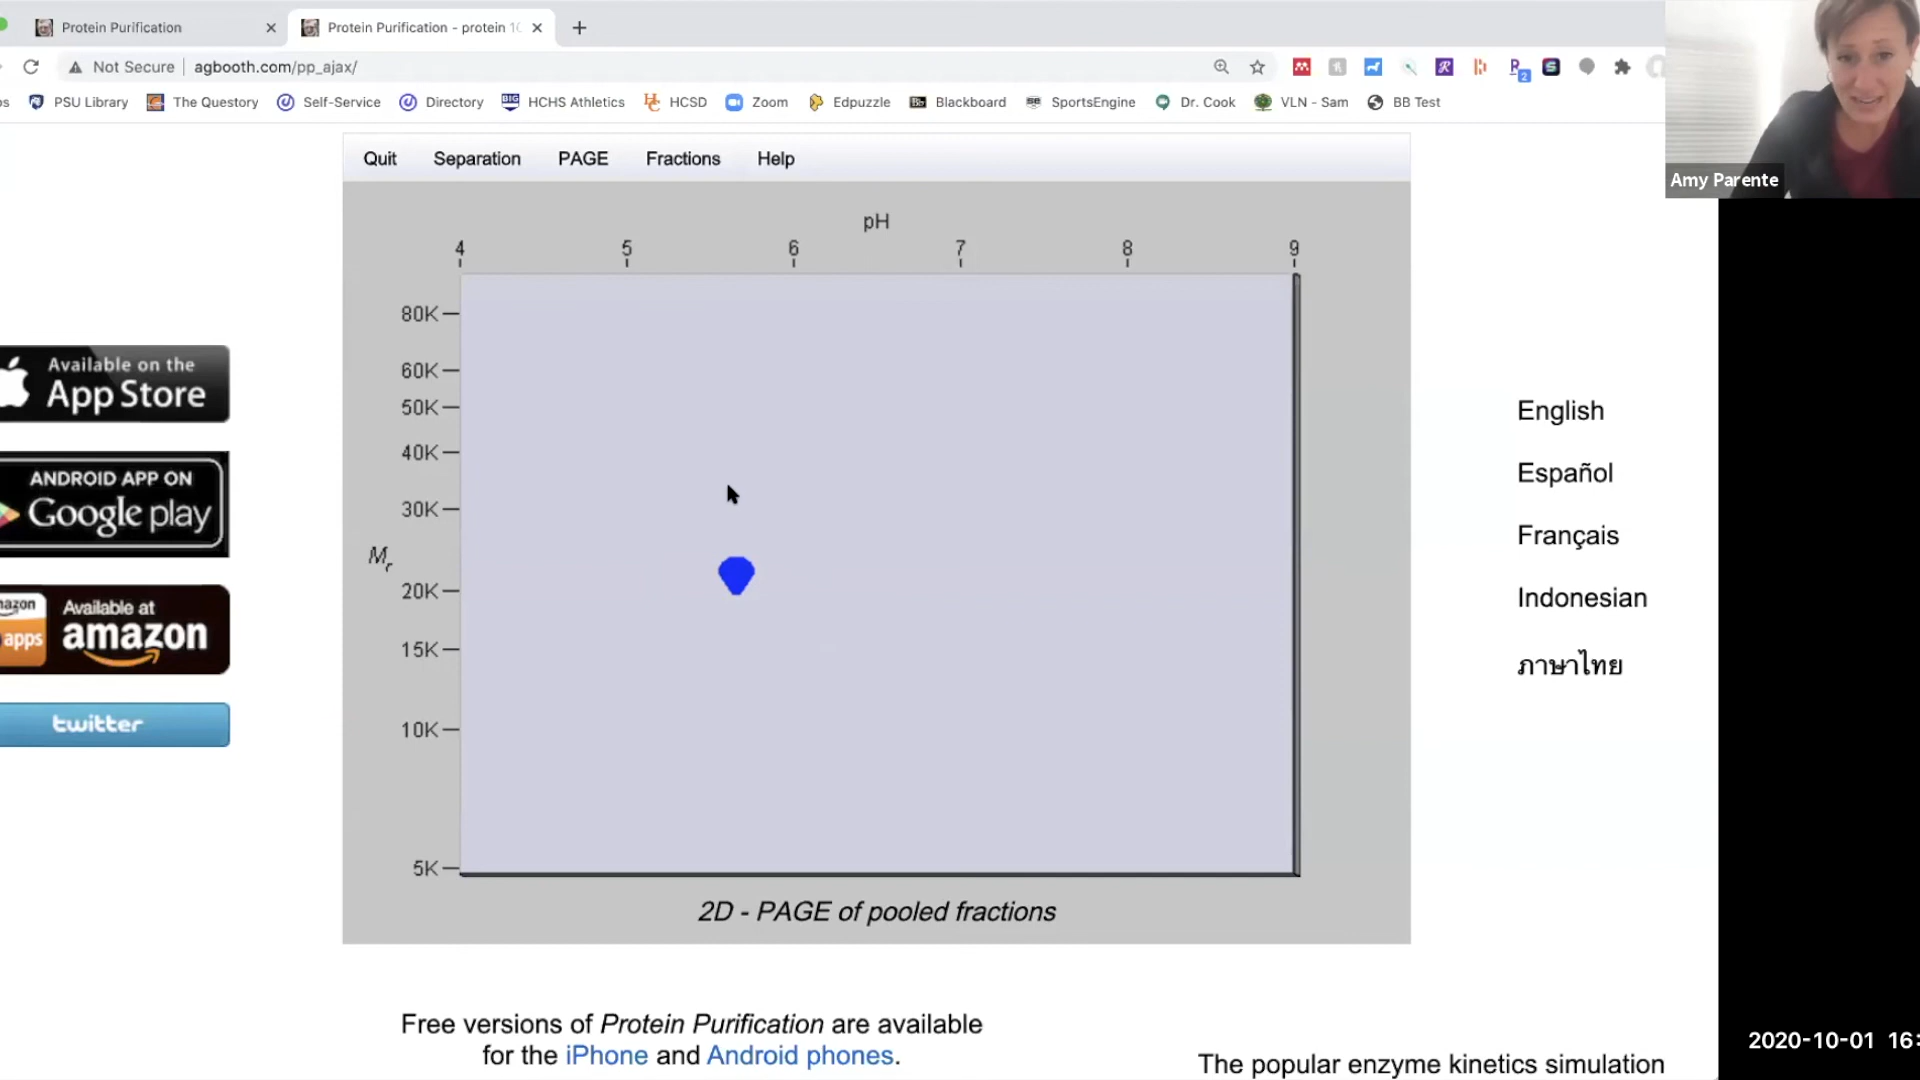 Protein Purification
Protein Purification - protein 10
Not Secure
agbooth.com/pp_ajax/
PSU Library
The Questory
Self-Service
Directory
BIG
HCHS Athletics
HCSD
Zoom
Edpuzzle
Bb
Blackboard
SE
SportsEngine
Dr. Cook
VLN - Sam
BB Test
Amy Parente
Quit
Separation
PAGE
Fractions
Help
pH
4 5 6 7 8 9
80K
60K
50K
40K
30K
Mr
20K
15K
10K
5K
2D - PAGE of pooled fractions
Available on the
App Store
ANDROID APP ON
Google play
apps
Available at
amazon
twitter
English
Español
Français
Indonesian
ภาษาไทย
Free versions of Protein Purification are available
for the iPhone and Android phones.
The popular enzyme kinetics simulation
2020-10-01 16: